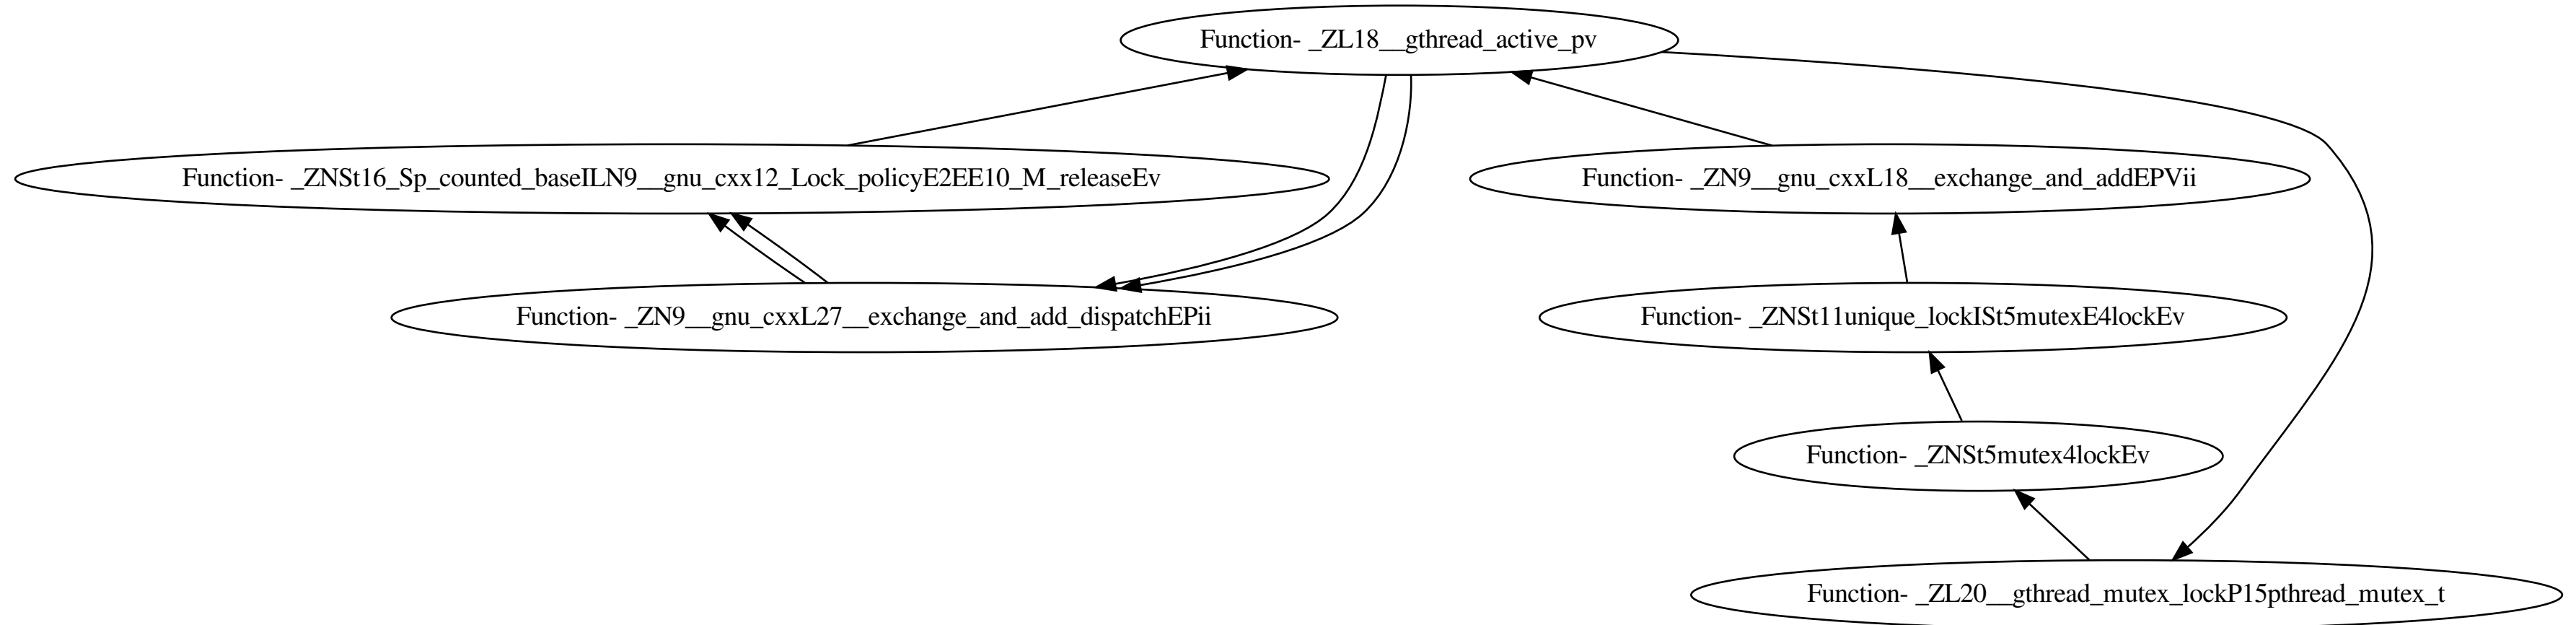 Function- _ZL18__gthread_active_pv
Function- _ZNSt16_Sp_counted_baseILN9__gnu_cxx12_Lock_policyE2EE10_M_releaseEv
Function- _ZN9__gnu_cxxL18__exchange_and_addEPVii
Function- _ZN9__gnu_cxxL27__exchange_and_add_dispatchEPii
Function- _ZNSt11unique_lockISt5mutexE4lockEv
Function- _ZNSt5mutex4lockEv
Function- _ZL20__gthread_mutex_lockP15pthread_mutex_t